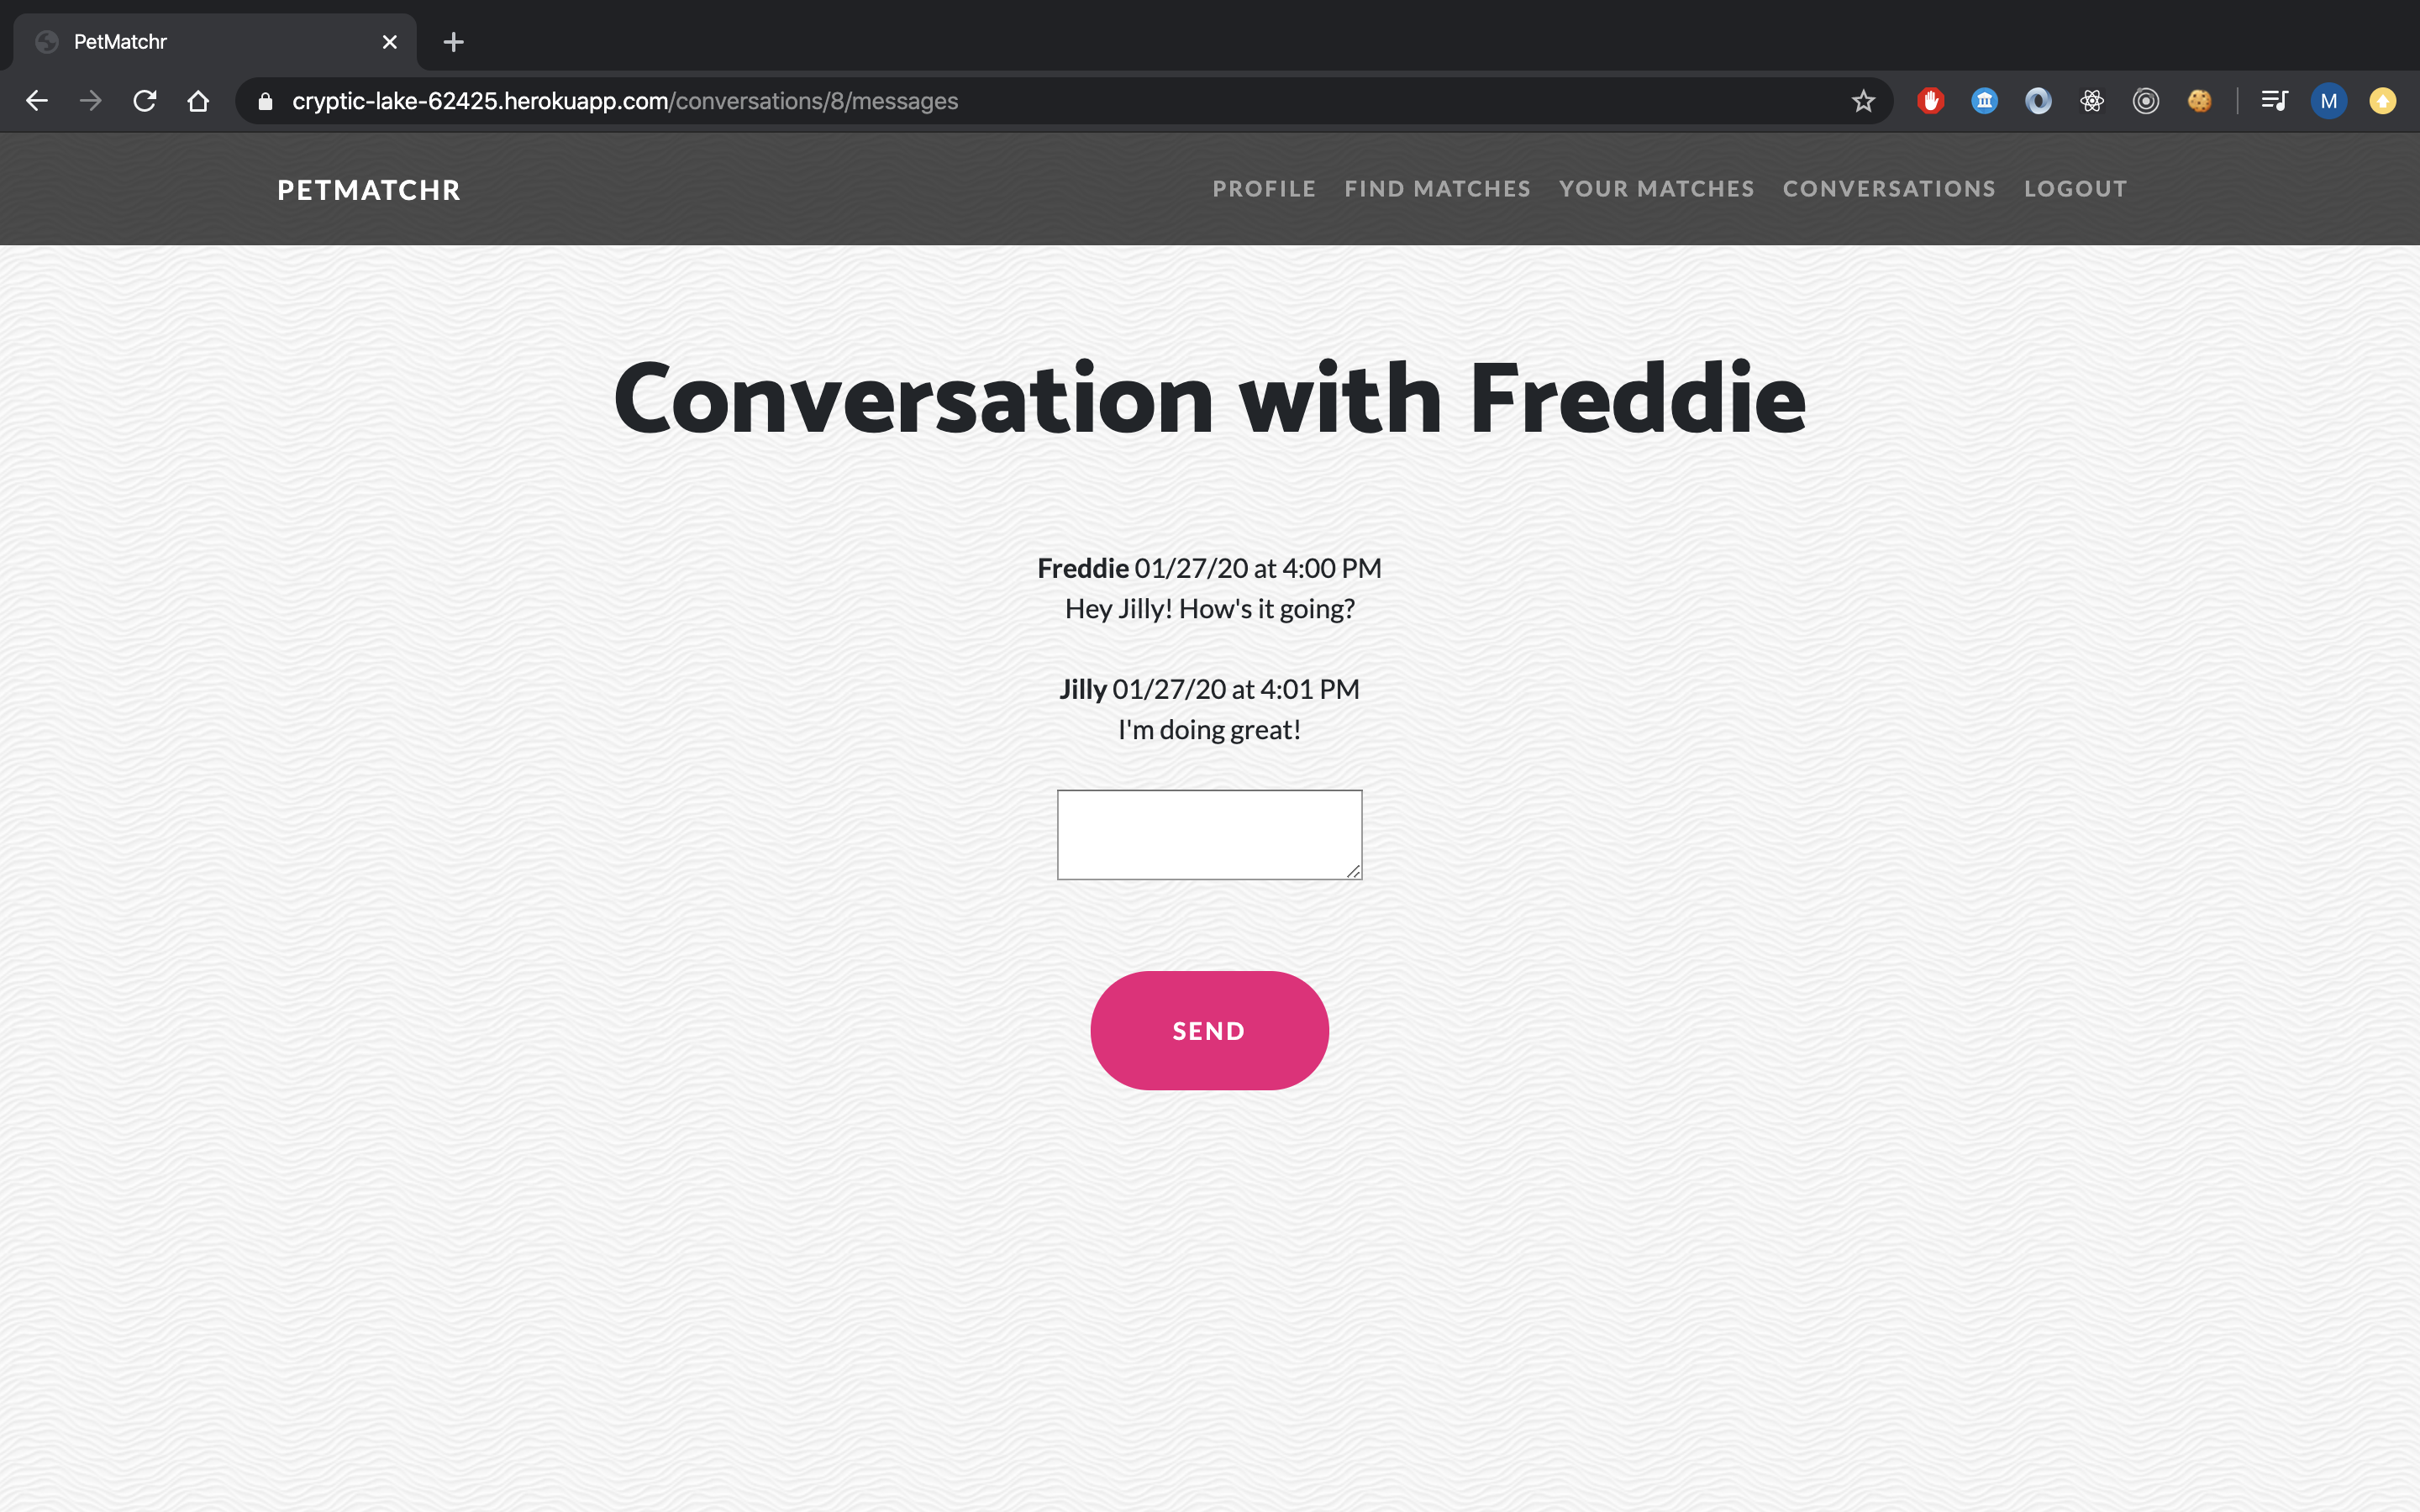 PetMatchr
cryptic-lake-62425.herokuapp.com/conversations/8/messages
M
PETMATCHR
PROFILE FIND MATCHES YOUR MATCHES CONVERSATIONS LOGOUT
Conversation with Freddie
Freddie 01/27/20 at 4:00 PM
Hey Jilly! How's it going?
Jilly 01/27/20 at 4:01 PM
I'm doing great!
SEND